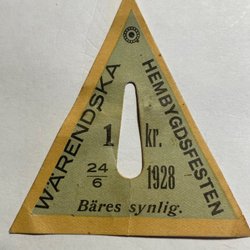 WÄRENDSKA
HEMBYGDSFESTEN
1 kr.
24/6 1928
Bäres synlig.